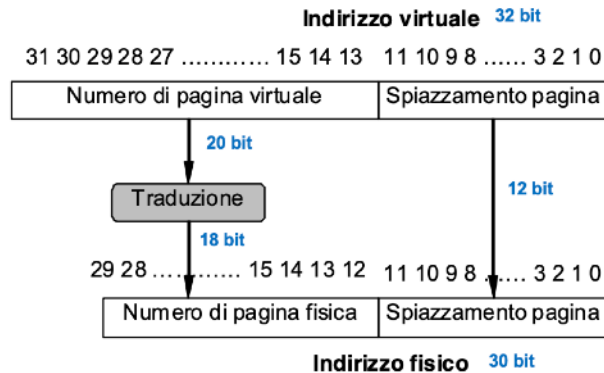 Indirizzo virtuale 32 bit
31 30 29 28 27 ............ 15 14 13 11 10 9 8 ...... 3 2 1 0
Numero di pagina virtuale Spiazzamento pagina
20 bit
Traduzione
12 bit
18 bit
29 28 ............ 15 14 13 12 11 10 9 8 ...... 3 2 1 0
Numero di pagina fisica Spiazzamento pagina
Indirizzo fisico 30 bit